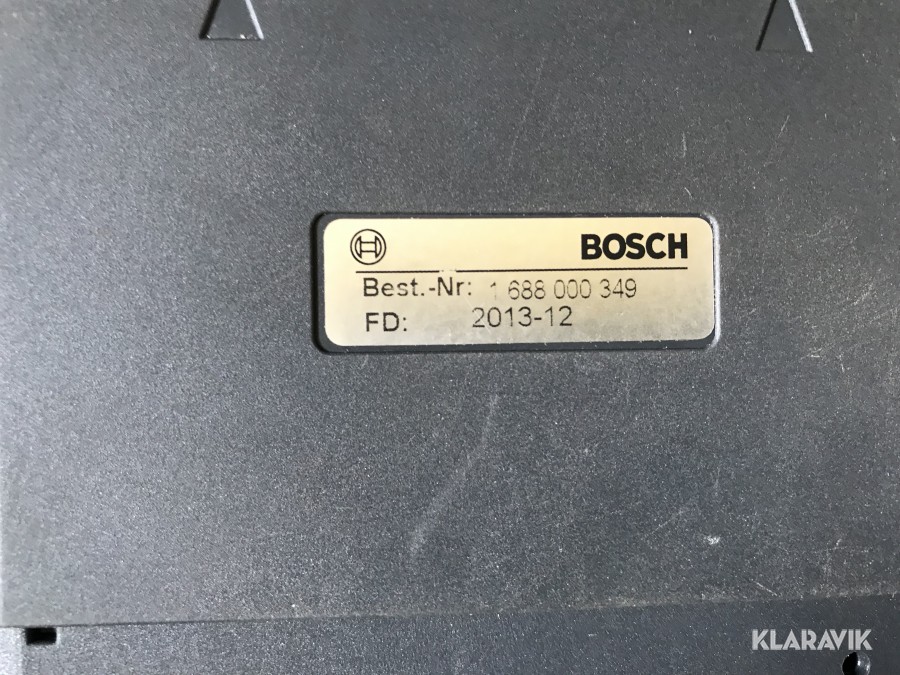 BOSCH
Best.-Nr: 1 688 000 349
FD: 2013-12
KLARAVIK